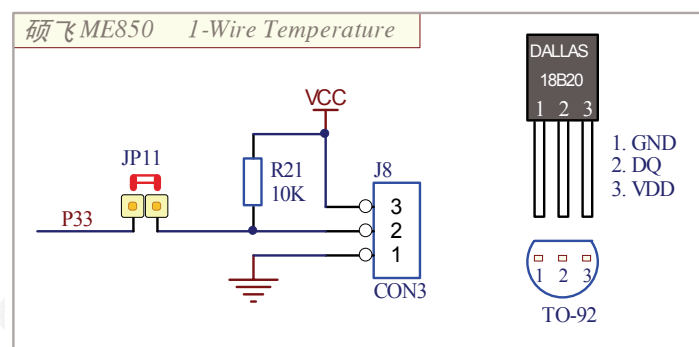 硕飞 ME850 1-Wire Temperature
VCC
JP11
P33
R21
10K
J8
3
2
1
CON3
DALLAS
18B20
1 2 3
1. GND
2. DQ
3. VDD
1 2 3
TO-92